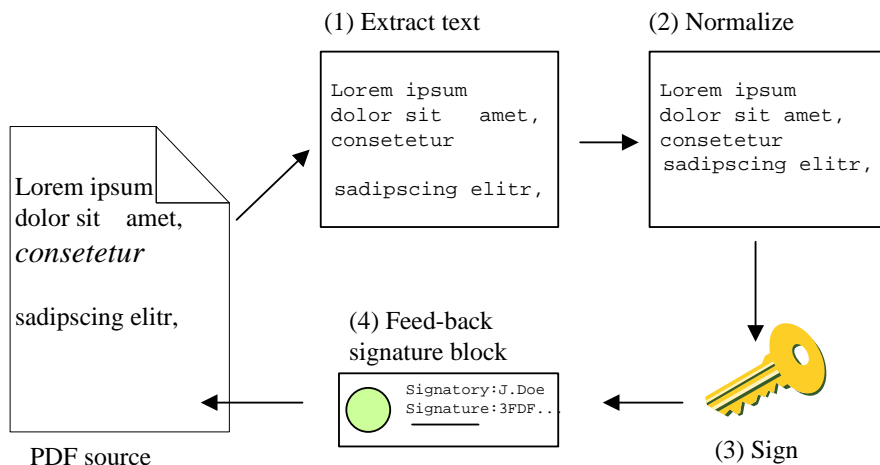 (1) Extract text
Lorem ipsum
dolor sit    amet,
consetetur
sadipscing elitr,
(2) Normalize
Lorem ipsum
dolor sit amet,
consetetur
sadipscing elitr,
Lorem ipsum
dolor sit    amet,
consetetur
sadipscing elitr,
PDF source
(4) Feed-back
signature block
Signatory:J.Doe
Signature:3FDF...
(3) Sign